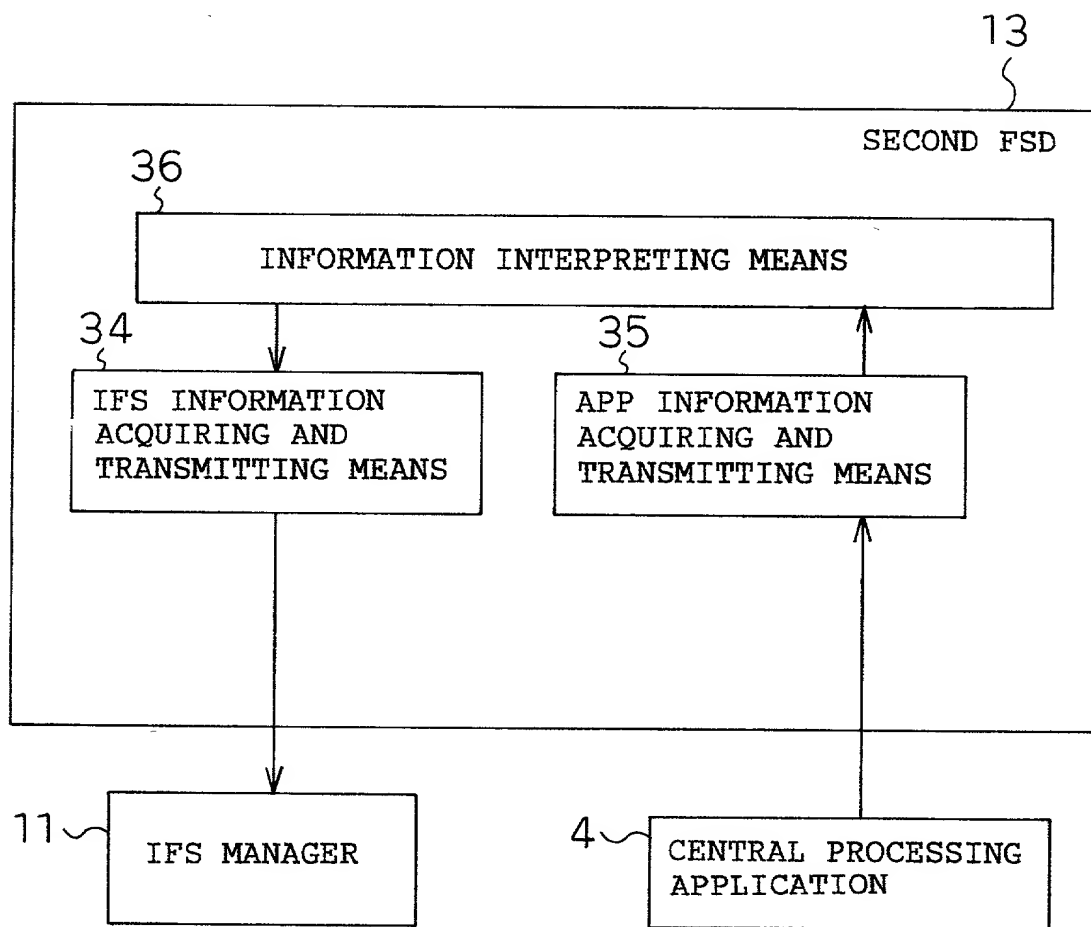 13
SECOND FSD
36
INFORMATION INTERPRETING MEANS
34
IFS INFORMATION
ACQUIRING AND
TRANSMITTING MEANS
35
APP INFORMATION
ACQUIRING AND
TRANSMITTING MEANS
11
IFS MANAGER
4
CENTRAL PROCESSING
APPLICATION